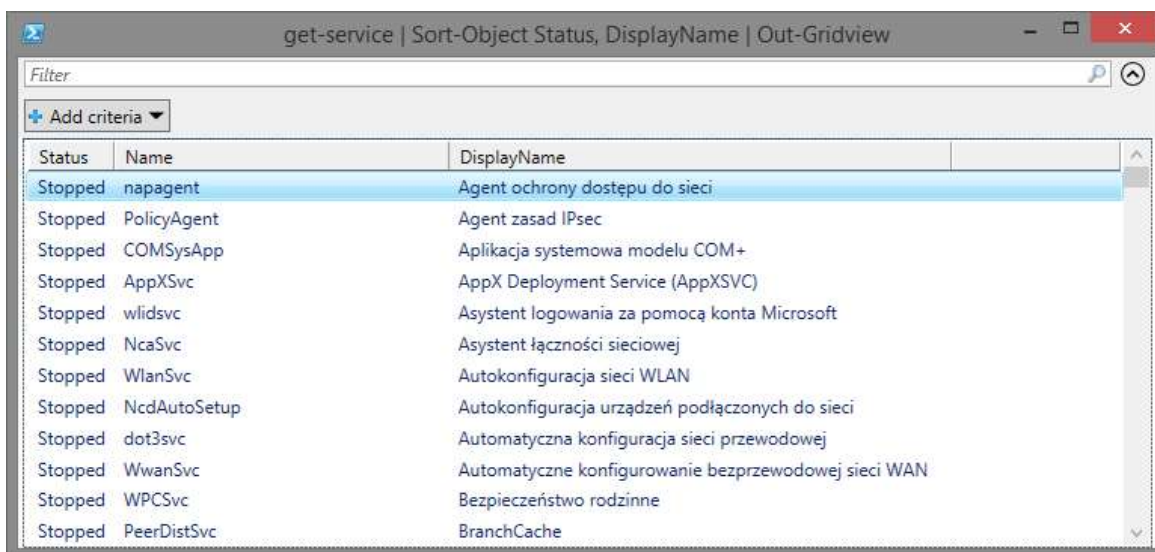 get-service | Sort-Object Status, DisplayName | Out-Gridview
Filter
Add criteria
Status Name DisplayName
Stopped napagent Agent ochrony dostępu do sieci
Stopped PolicyAgent Agent zasad IPsec
Stopped COMSysApp Aplikacja systemowa modelu COM+
Stopped AppXSvc AppX Deployment Service (AppXSVC)
Stopped wlidsvc Asystent logowania za pomocą konta Microsoft
Stopped NcaSvc Asystent łączności sieciowej
Stopped WlanSvc Autokonfiguracja sieci WLAN
Stopped NcdAutoSetup Autokonfiguracja urządzeń podłączonych do sieci
Stopped dot3svc Automatyczna konfiguracja sieci przewodowej
Stopped WwanSvc Automatyczne konfigurowanie bezprzewodowej sieci WAN
Stopped WPCSvc Bezpieczeństwo rodzinne
Stopped PeerDistSvc BranchCache